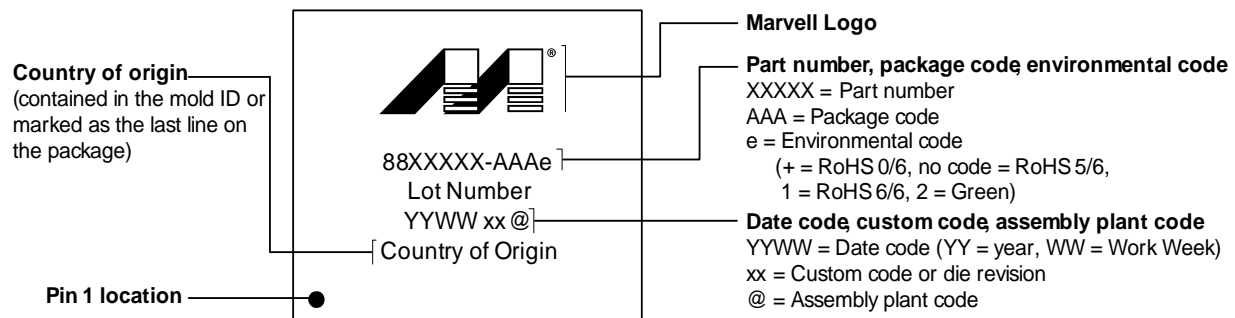 Marvell Logo
Country of origin
(contained in the mold ID or
marked as the last line on
the package)
®
Part number, package code, environmental code
XXXXX = Part number
AAA = Package code
e = Environmental code
(+ = RoHS 0/6, no code = RoHS 5/6,
1 = RoHS 6/6, 2 = Green)
88XXXXX-AAAe
Lot Number
YYWW xx @
Country of Origin
Date code, custom code, assembly plant code
YYWW = Date code (YY = year, WW = Work Week)
xx = Custom code or die revision
@ = Assembly plant code
Pin 1 location